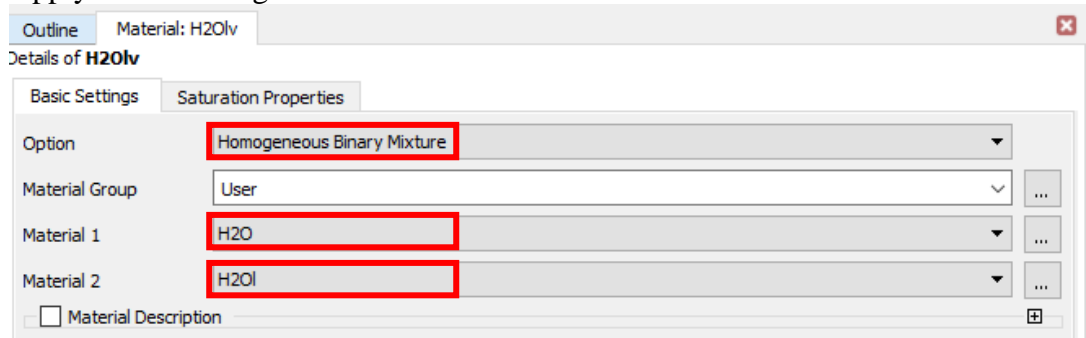 Outline Material: H2Olv
Details of H2Olv
Basic Settings Saturation Properties
Option Homogeneous Binary Mixture
Material Group User ...
Material 1 H2O ...
Material 2 H2Ol ...
Material Description